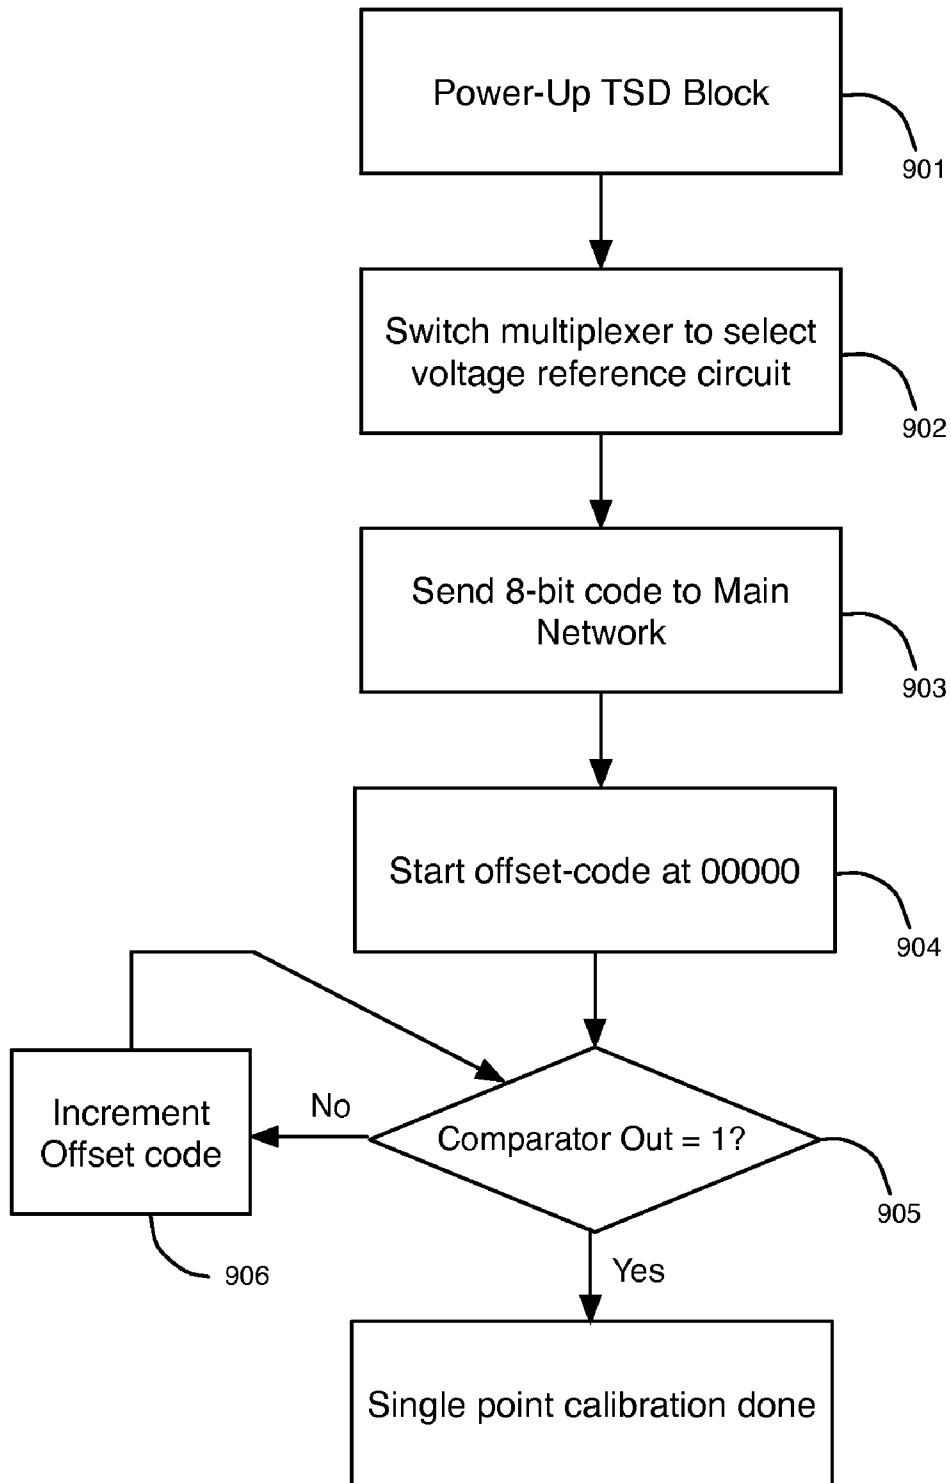 Power-Up TSD Block
901
Switch multiplexer to select
voltage reference circuit
902
Send 8-bit code to Main
Network
903
Start offset-code at 00000
904
Increment
Offset code
No
Comparator Out = 1?
905
906
Yes
Single point calibration done